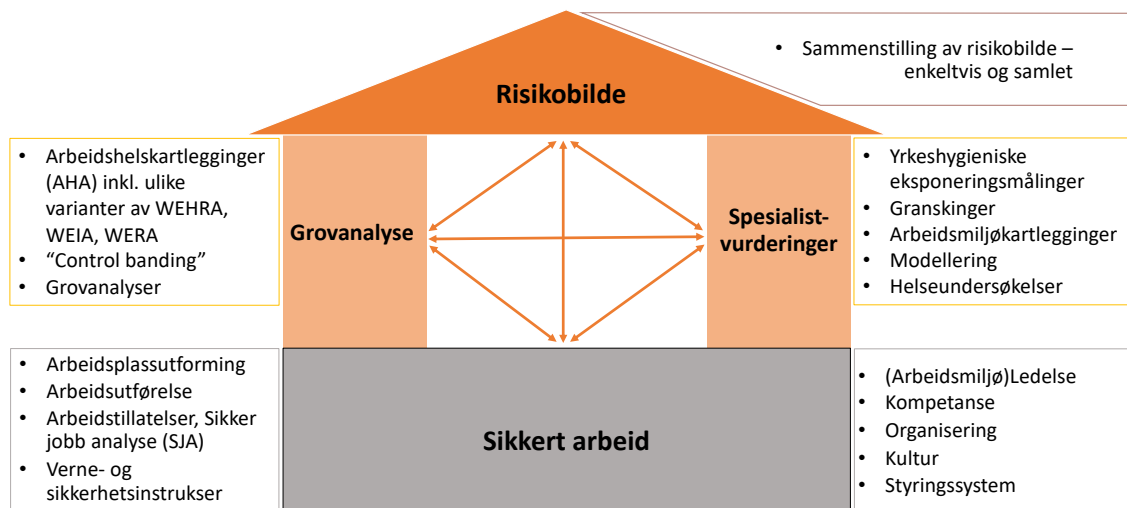 • Sammenstilling av risikobilde –
enkeltvis og samlet
Risikobilde
• Arbeidshelskartlegginger
(AHA) inkl. ulike
varianter av WEHRA,
WEIA, WERA
• “Control banding”
• Grovanalyser
Grovanalyse
Spesialist-
vurderinger
• Yrkeshygieniske
eksponeringsmålinger
• Granskinger
• Arbeidsmiljøkartlegginger
• Modellering
• Helseundersøkelser
• Arbeidsplassutforming
• Arbeidsutførelse
• Arbeidstillatelser, Sikker
jobb analyse (SJA)
• Verne- og
sikkerhetsinstrukser
Sikkert arbeid
• (Arbeidsmiljø)Ledelse
• Kompetanse
• Organisering
• Kultur
• Styringssystem